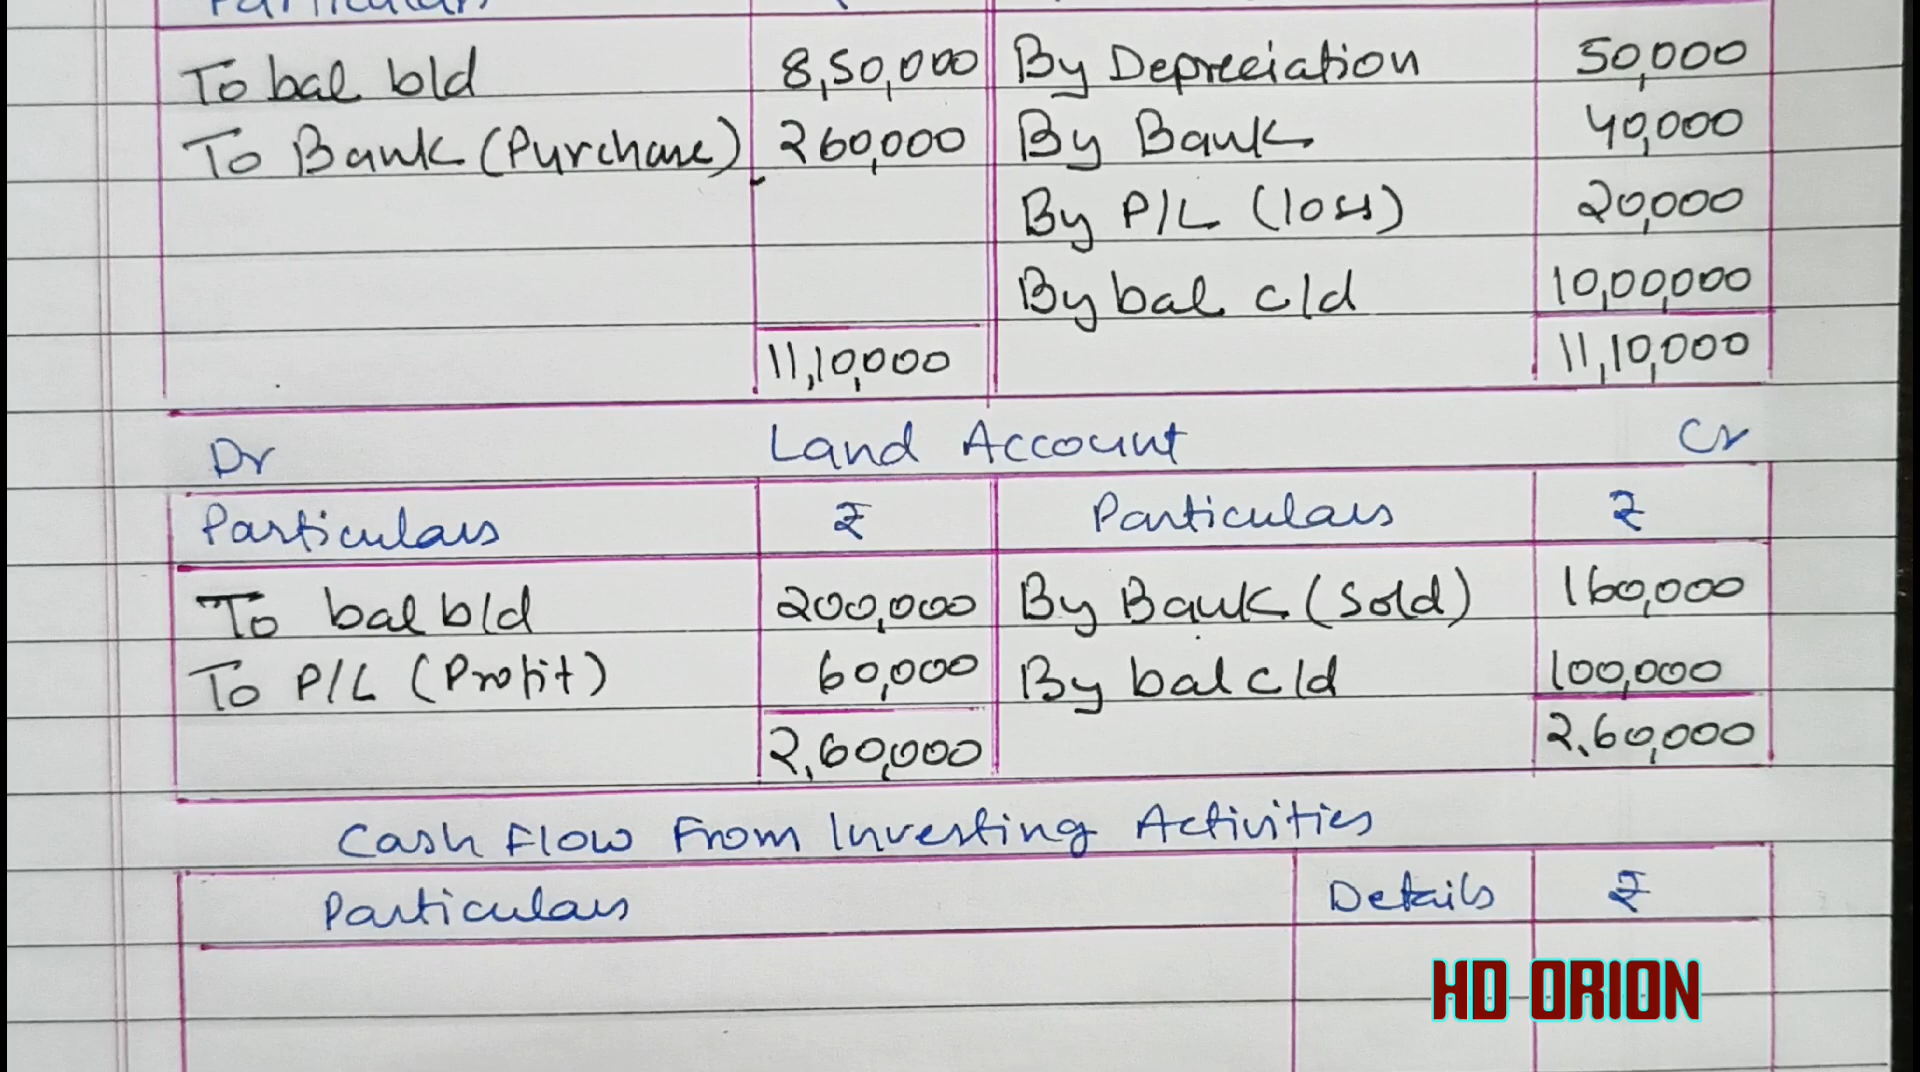 Particulars
To bal b/d 8,50,000 By Depreciation 50,000
To Bank (Purchase) 260,000 By Bank 40,000
By P/L (loss) 20,000
By bal c/d 10,00,000
11,10,000 11,10,000
Dr Land Account Cr
Particulars ₹ Particulars ₹
To bal b/d 200,000 By Bank (Sold) 160,000
To P/L (Profit) 60,000 By bal c/d 100,000
2,60,000 2,60,000
Cash Flow From Investing Activities
Particulars Details ₹
HD ORION